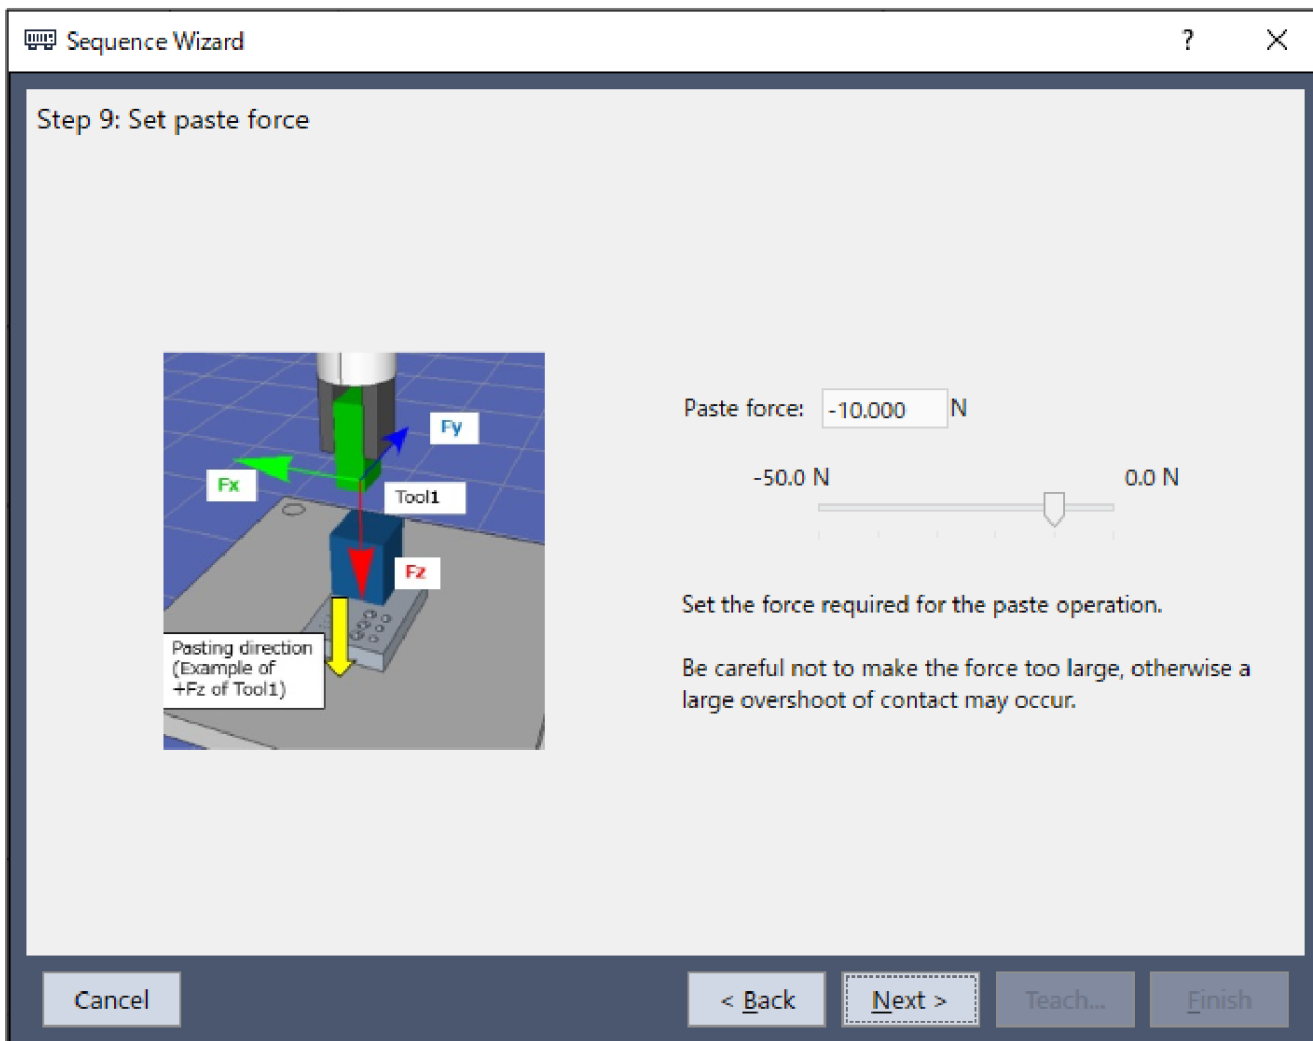 Sequence Wizard
?
Step 9: Set paste force
Fy
Fx
Tool1
Fz
Pasting direction
(Example of
+Fz of Tool1)
Paste force: -10.000 N
-50.0 N 0.0 N
Set the force required for the paste operation.
Be careful not to make the force too large, otherwise a
large overshoot of contact may occur.
Cancel < Back Next > Teach... Finish